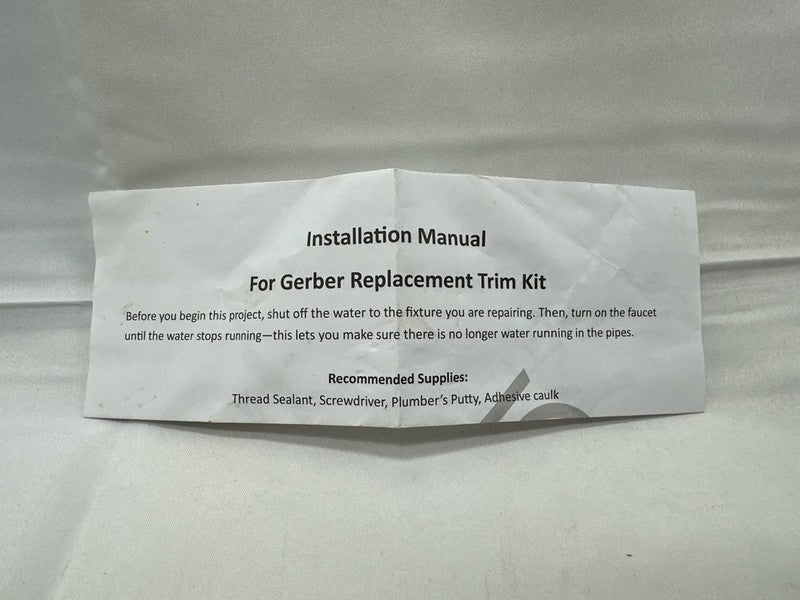 Installation Manual
For Gerber Replacement Trim Kit
Before you begin this project, shut off the water to the fixture you are repairing. Then, turn on the faucet
until the water stops running—this lets you make sure there is no longer water running in the pipes.
Recommended Supplies:
Thread Sealant, Screwdriver, Plumber's Putty, Adhesive caulk